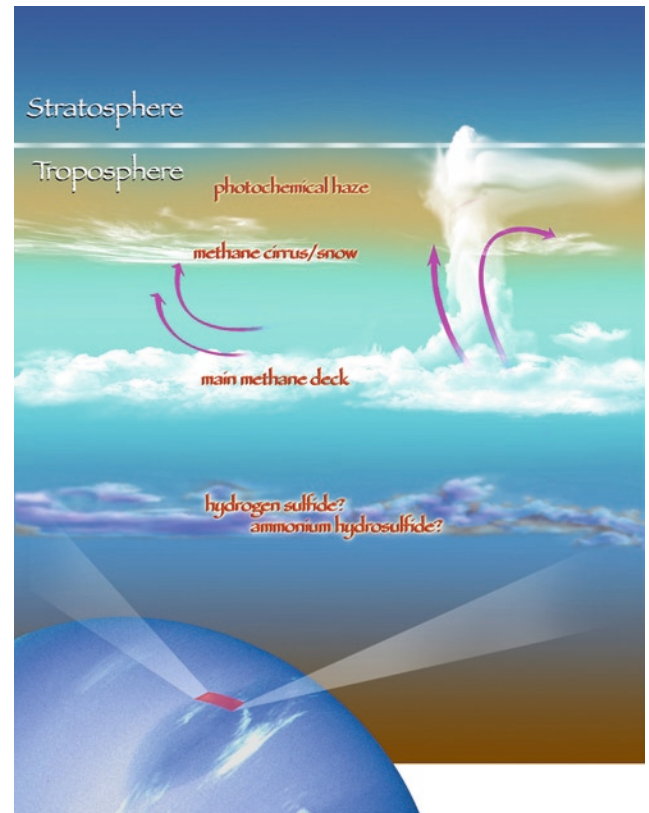 Stratosphere
Troposphere
photochemical haze
methane cirrus/snow
main methane deck
hydrogen sulfide?
ammonium hydrosulfide?